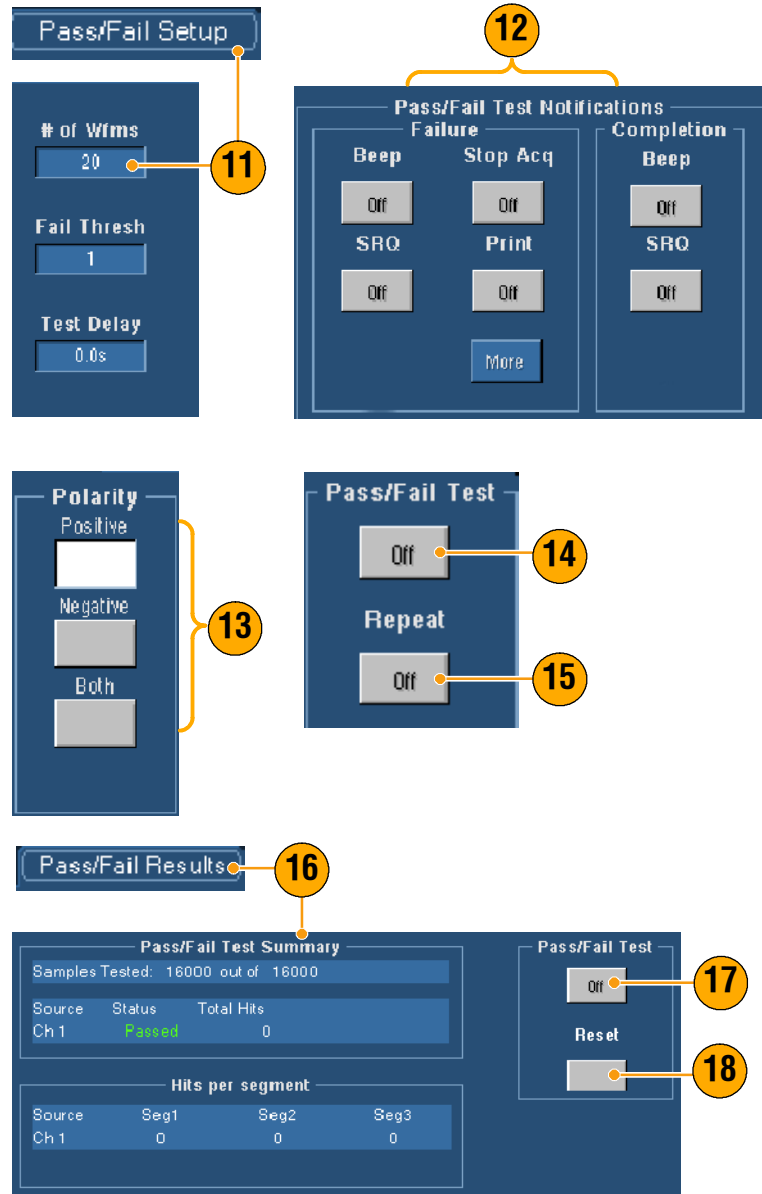 Pass/Fail Setup
12
# of Wfms
20
11
Fail Thresh
1
Test Delay
0.0s
Pass/Fail Test Notifications
Failure
Completion
Beep
Stop Acq
Beep
Off
Off
Off
SRQ
Print
SRQ
Off
Off
Off
More
Polarity
Positive
Negative
Both
13
Pass/Fail Test
Off
14
Repeat
Off
15
Pass/Fail Results
16
Pass/Fail Test Summary
Samples Tested: 16000 out of 16000
Source Status Total Hits
Ch 1 Passed 0
Pass/Fail Test
Off
17
Reset
18
Hits per segment
Source Seg1 Seg2 Seg3
Ch 1 0 0 0